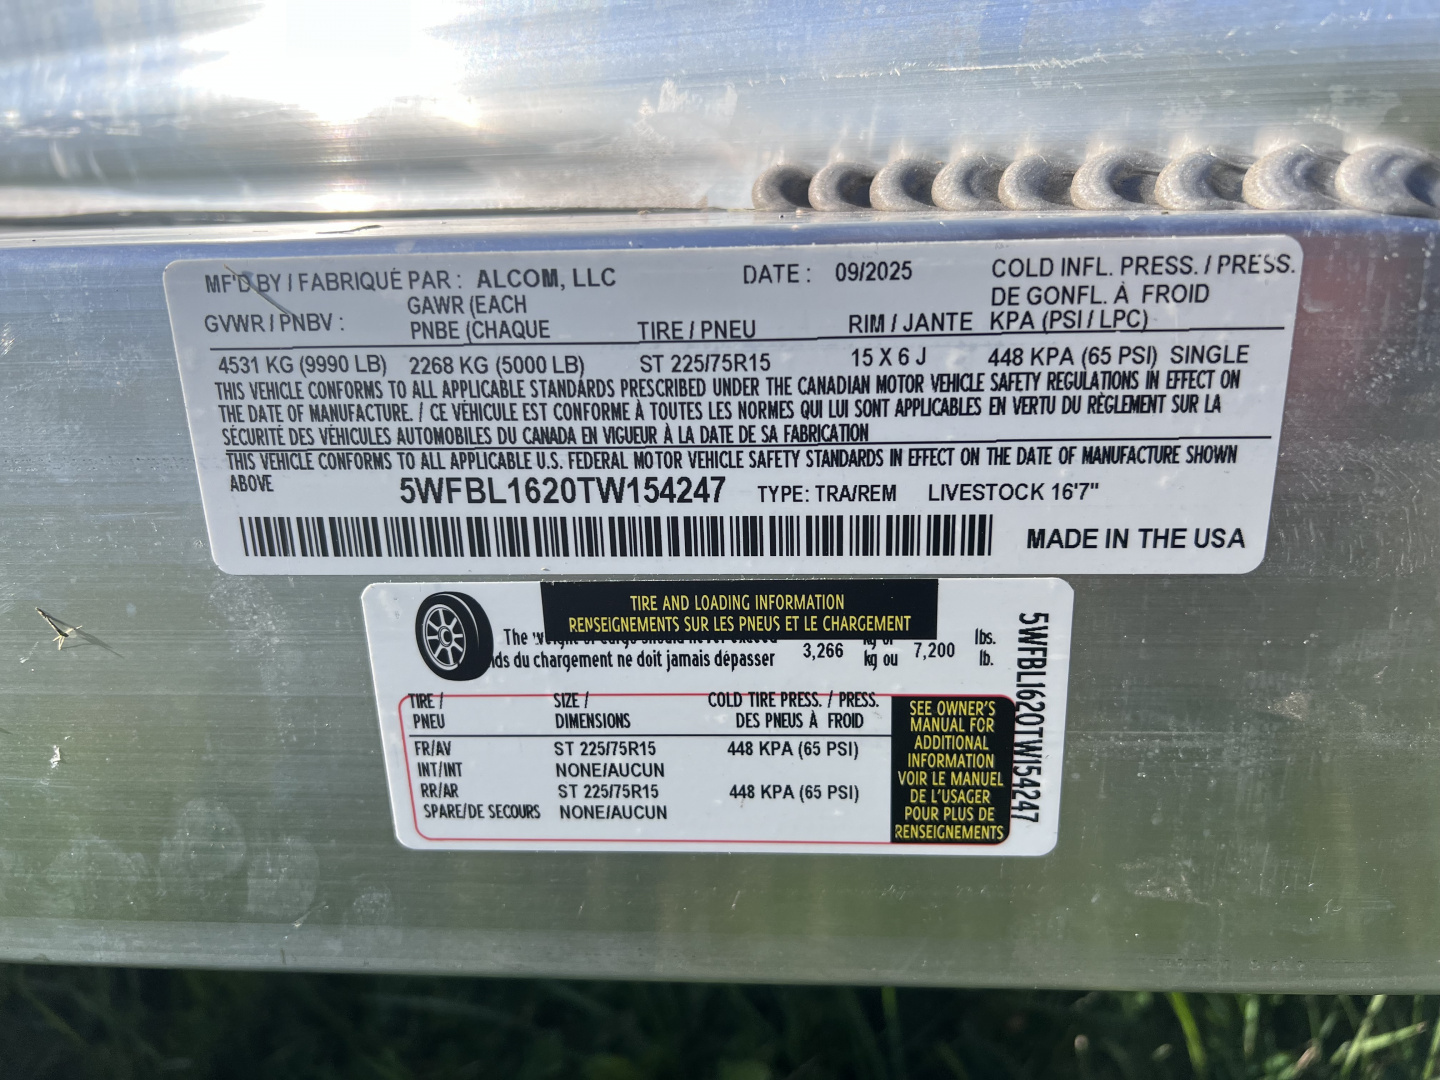 MF'D BY / FABRIQUÉ PAR : ALCOM, LLC DATE : 09/2025 COLD INFL. PRESS. / PRESS.
GAWR (EACH DE GONFL. À FROID
GVWR / PNBV : PNBE (CHAQUE TIRE / PNEU RIM / JANTE KPA (PSI / LPC)
4531 KG (9990 LB) 2268 KG (5000 LB) ST 225/75R15 15 X 6 J 448 KPA (65 PSI) SINGLE
THIS VEHICLE CONFORMS TO ALL APPLICABLE STANDARDS PRESCRIBED UNDER THE CANADIAN MOTOR VEHICLE SAFETY REGULATIONS IN EFFECT ON
THE DATE OF MANUFACTURE. / CE VÉHICULE EST CONFORME À TOUTES LES NORMES QUI LUI SONT APPLICABLES EN VERTU DU RÈGLEMENT SUR LA
SÉCURITÉ DES VÉHICULES AUTOMOBILES DU CANADA EN VIGUEUR À LA DATE DE SA FABRICATION
THIS VEHICLE CONFORMS TO ALL APPLICABLE U.S. FEDERAL MOTOR VEHICLE SAFETY STANDARDS IN EFFECT ON THE DATE OF MANUFACTURE SHOWN
ABOVE 5WFBL1620TW154247 TYPE: TRA/REM LIVESTOCK 16'7"
MADE IN THE USA
TIRE AND LOADING INFORMATION
RENSEIGNEMENTS SUR LES PNEUS ET LE CHARGEMENT
The weight of cargo should never exceed kg or lbs.
ds du chargement ne doit jamais dépasser 3,266 kg ou 7,200 lb.
TIRE / SIZE / COLD TIRE PRESS. / PRESS.
PNEU DIMENSIONS DES PNEUS À FROID
FR/AV ST 225/75R15 448 KPA (65 PSI)
INT/INT NONE/AUCUN
RR/AR ST 225/75R15 448 KPA (65 PSI)
SPARE/DE SECOURS NONE/AUCUN
SEE OWNER'S
MANUAL FOR
ADDITIONAL
INFORMATION
VOIR LE MANUEL
DE L'USAGER
POUR PLUS DE
RENSEIGNEMENTS
5WFBL1620TW154247